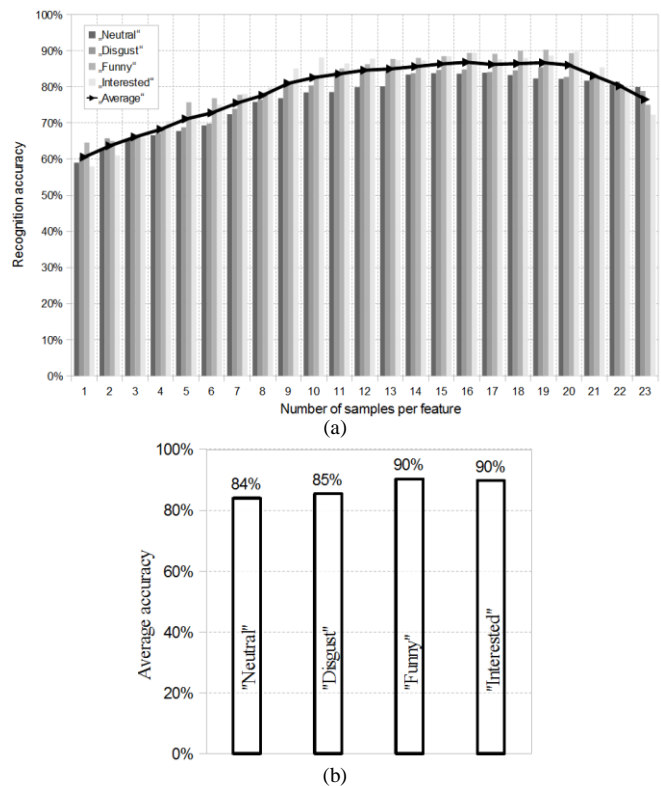 100%
90%
80%
70%
60%
50%
40%
30%
20%
10%
0%
Recognition accuracy
„Neutral"
„Disgust"
„Funny"
„Interested"
„Average"
1 2 3 4 5 6 7 8 9 10 11 12 13 14 15 16 17 18 19 20 21 22 23
Number of samples per feature
(a)
100%
80%
60%
40%
20%
0%
Average accuracy
84% 85% 90% 90%
"Neutral" "Disgust" "Funny" "Interested"
(b)